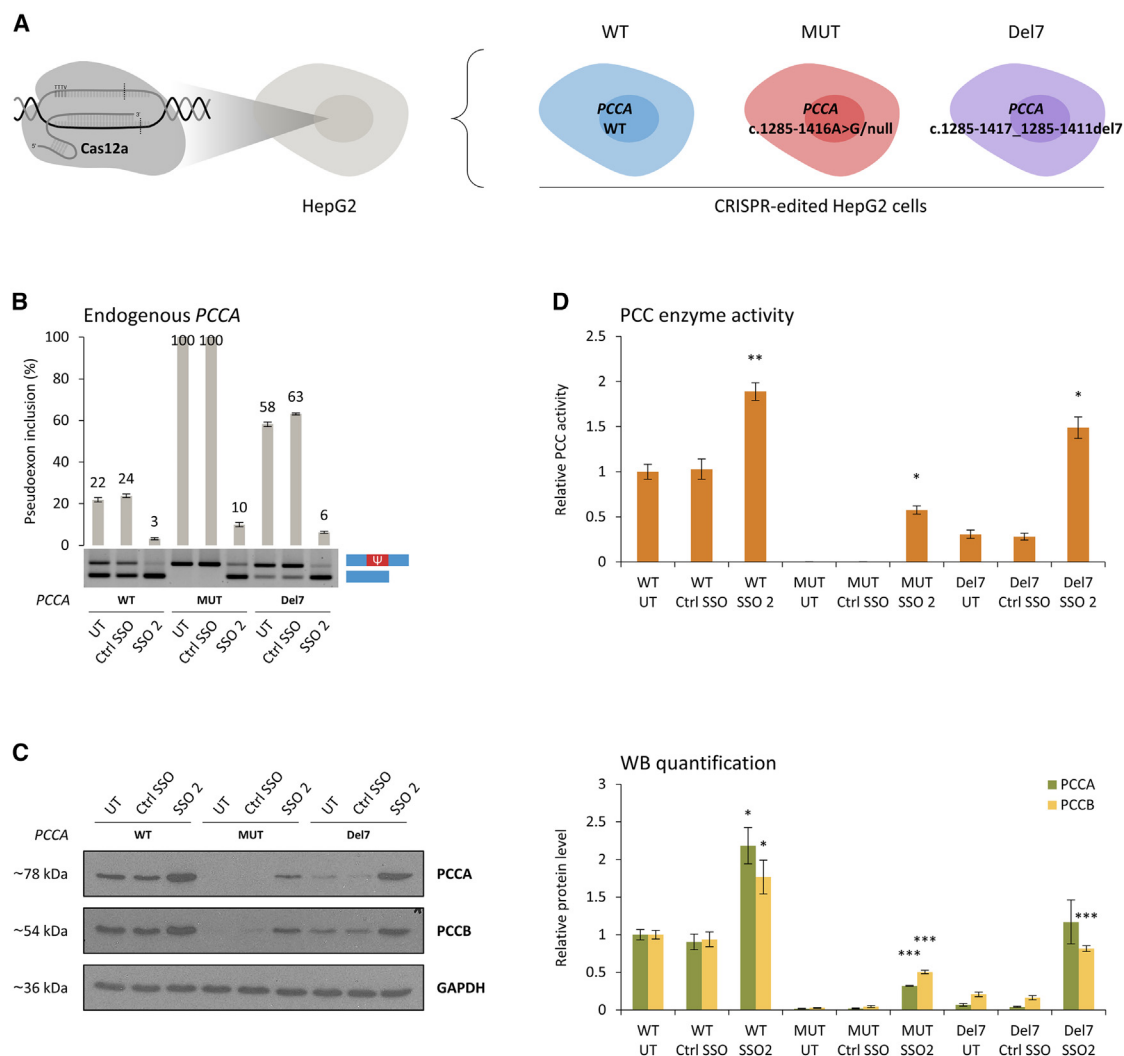 A
WT
MUT
Del7
TTTV
3'
5'
Cas12a
HepG2
PCCA
WT
PCCA
c.1285-1416A>G/null
PCCA
c.1285-1417_1285-1411del7
CRISPR-edited HepG2 cells
B
Endogenous PCCA
Pseudoexon inclusion (%)
100
80
60
40
20
0
22
24
3
100
100
10
58
63
6
Ψ
PCCA
WT
MUT
Del7
UT
Ctrl SSO
SSO 2
UT
Ctrl SSO
SSO 2
UT
Ctrl SSO
SSO 2
D
PCC enzyme activity
Relative PCC activity
2.5
2
1.5
1
0.5
0
**
*
*
WT
UT
WT
Ctrl SSO
WT
SSO 2
MUT
UT
MUT
Ctrl SSO
MUT
SSO 2
Del7
UT
Del7
Ctrl SSO
Del7
SSO 2
C
UT
Ctrl SSO
SSO 2
UT
Ctrl SSO
SSO 2
UT
Ctrl SSO
SSO 2
PCCA
WT
MUT
Del7
~78 kDa
PCCA
~54 kDa
PCCB
~36 kDa
GAPDH
WB quantification
Relative protein level
3
2.5
2
1.5
1
0.5
0
PCCA
PCCB
*
*
***
***
***
WT
UT
WT
Ctrl SSO
WT
SSO2
MUT
UT
MUT
Ctrl SSO
MUT
SSO2
Del7
UT
Del7
Ctrl SSO
Del7
SSO2